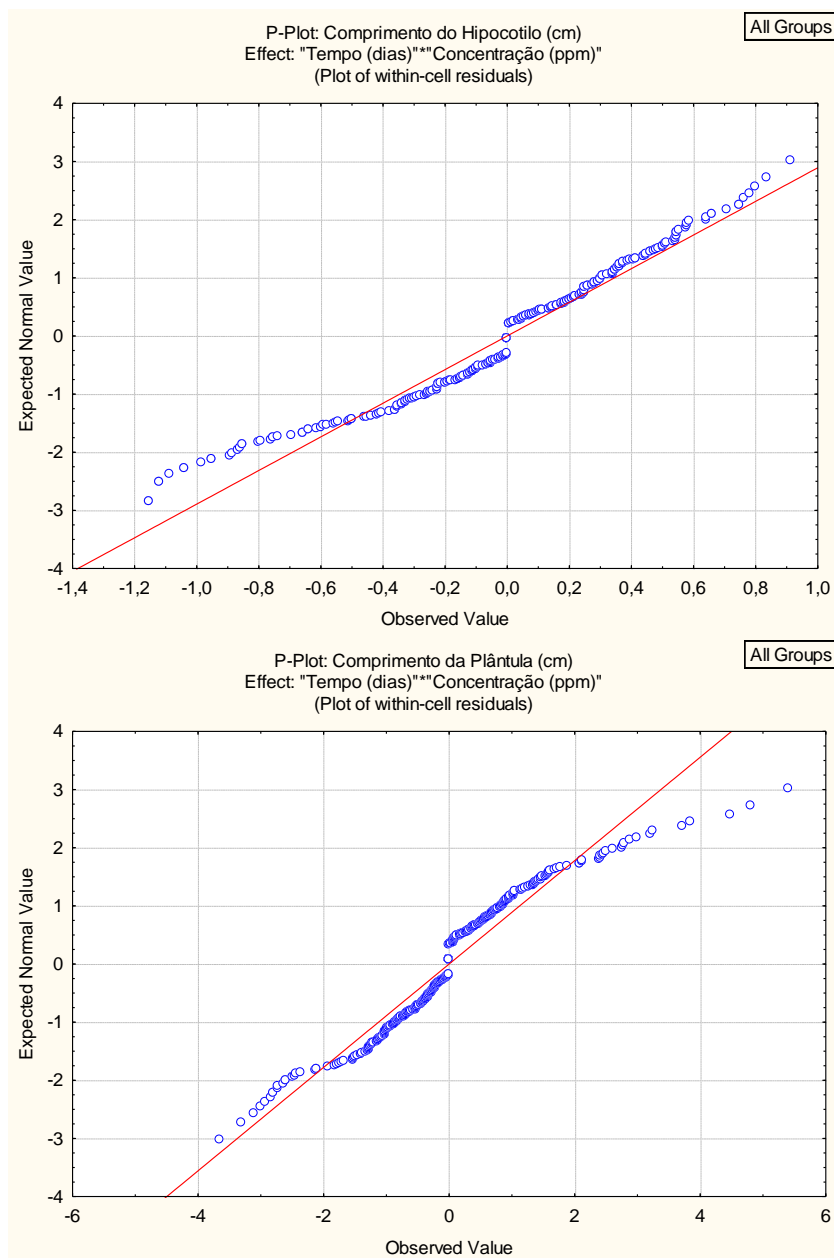 P-Plot: Comprimento do Hipocotilo (cm)
All Groups
Effect: "Tempo (dias)"*"Concentração (ppm)"
(Plot of within-cell residuals)
4
3
2
1
0
-1
-2
-3
-4
Expected Normal Value
-1,4 -1,2 -1,0 -0,8 -0,6 -0,4 -0,2 0,0 0,2 0,4 0,6 0,8 1,0
Observed Value
P-Plot: Comprimento da Plântula (cm)
All Groups
Effect: "Tempo (dias)"*"Concentração (ppm)"
(Plot of within-cell residuals)
4
3
2
1
0
-1
-2
-3
-4
Expected Normal Value
-6 -4 -2 0 2 4 6
Observed Value